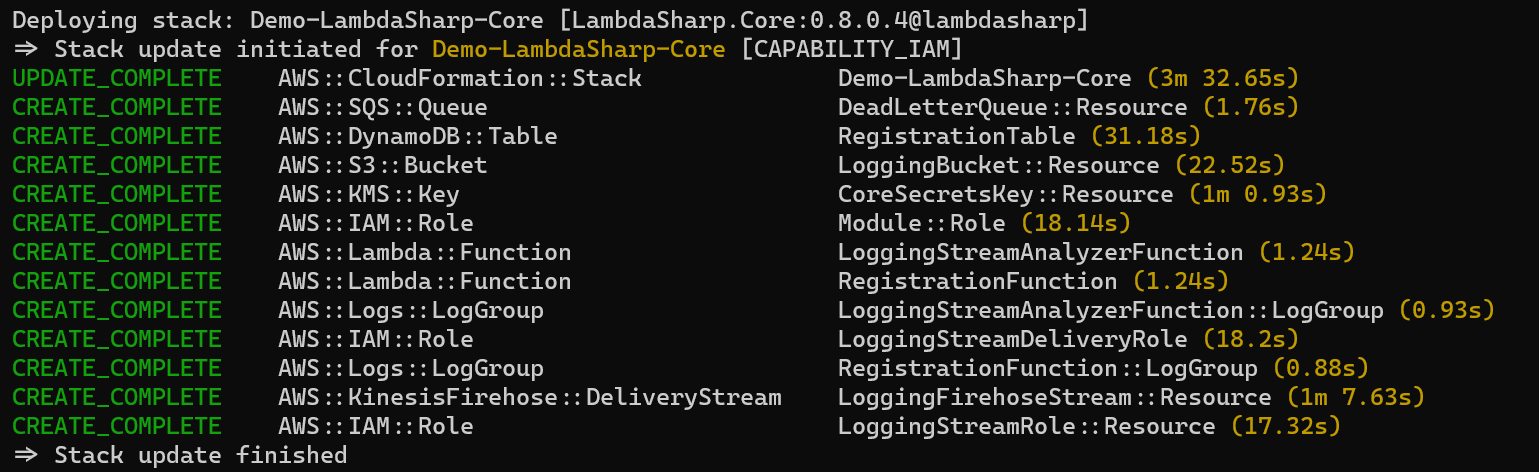 Deploying stack: Demo-LambdaSharp-Core [LambdaSharp.Core:0.8.0.4@lambdasharp]
=> Stack update initiated for Demo-LambdaSharp-Core [CAPABILITY_IAM]
UPDATE_COMPLETE    AWS::CloudFormation::Stack              Demo-LambdaSharp-Core (3m 32.65s)
CREATE_COMPLETE    AWS::SQS::Queue                         DeadLetterQueue::Resource (1.76s)
CREATE_COMPLETE    AWS::DynamoDB::Table                    RegistrationTable (31.18s)
CREATE_COMPLETE    AWS::S3::Bucket                         LoggingBucket::Resource (22.52s)
CREATE_COMPLETE    AWS::KMS::Key                           CoreSecretsKey::Resource (1m 0.93s)
CREATE_COMPLETE    AWS::IAM::Role                          Module::Role (18.14s)
CREATE_COMPLETE    AWS::Lambda::Function                   LoggingStreamAnalyzerFunction (1.24s)
CREATE_COMPLETE    AWS::Lambda::Function                   RegistrationFunction (1.24s)
CREATE_COMPLETE    AWS::Logs::LogGroup                     LoggingStreamAnalyzerFunction::LogGroup (0.93s)
CREATE_COMPLETE    AWS::IAM::Role                          LoggingStreamDeliveryRole (18.2s)
CREATE_COMPLETE    AWS::Logs::LogGroup                     RegistrationFunction::LogGroup (0.88s)
CREATE_COMPLETE    AWS::KinesisFirehose::DeliveryStream    LoggingFirehoseStream::Resource (1m 7.63s)
CREATE_COMPLETE    AWS::IAM::Role                          LoggingStreamRole::Resource (17.32s)
=> Stack update finished